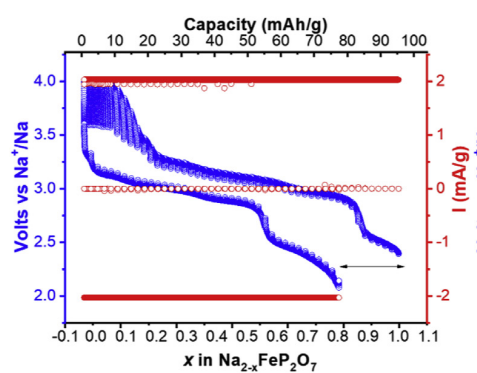 Capacity (mAh/g)
0 10 20 30 40 50 60 70 80 90 100
Volts vs Na⁺/Na
4.0
3.5
3.0
2.5
2.0
2
1
0
-1
-2
I (mA/g)
-0.1 0.0 0.1 0.2 0.3 0.4 0.5 0.6 0.7 0.8 0.9 1.0 1.1
x in Na₂₋ₓFeP₂O₇